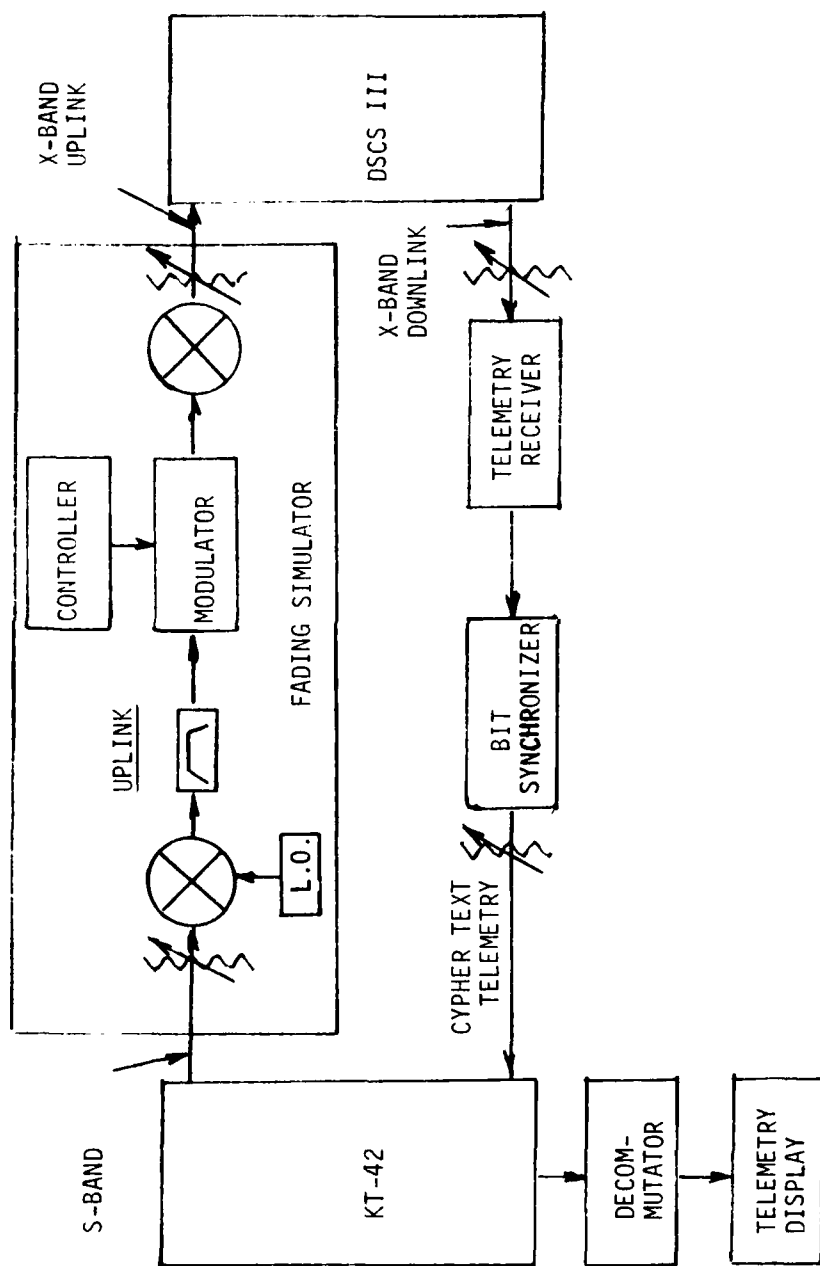 S-BAND
X-BAND
UPLINK
UPLINK
CONTROLLER
MODULATOR
L.O.
FADING SIMULATOR
KT-42
DSCS III
X-BAND
DOWNLINK
TELEMETRY
RECEIVER
BIT
SYNCHRONIZER
CYPHER TEXT
TELEMETRY
DECOM-
MUTATOR
TELEMETRY
DISPLAY